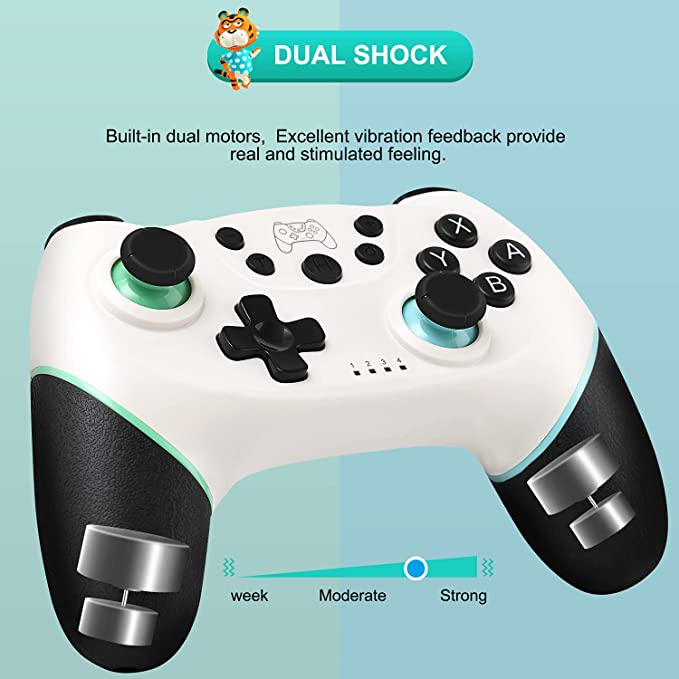 DUAL SHOCK
Built-in dual motors, Excellent vibration feedback provide
real and stimulated feeling.
X
A
Y
B
1 2 3 4
week Moderate Strong